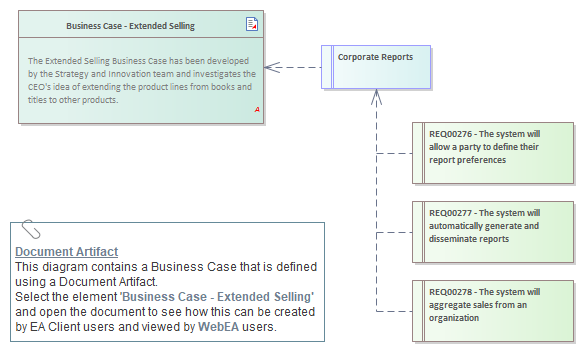 Business Case - Extended Selling
The Extended Selling Business Case has been developed
by the Strategy and Innovation team and investigates the
CEO's idea of extending the product lines from books and
titles to other products.
A
Corporate Reports
REQ00276 - The system will
allow a party to define their
report preferences
REQ00277 - The system will
automatically generate and
disseminate reports
REQ00278 - The system will
aggregate sales from an
organization
Document Artifact
This diagram contains a Business Case that is defined
using a Document Artifact.
Select the element 'Business Case - Extended Selling'
and open the document to see how this can be created
by EA Client users and viewed by WebEA users.